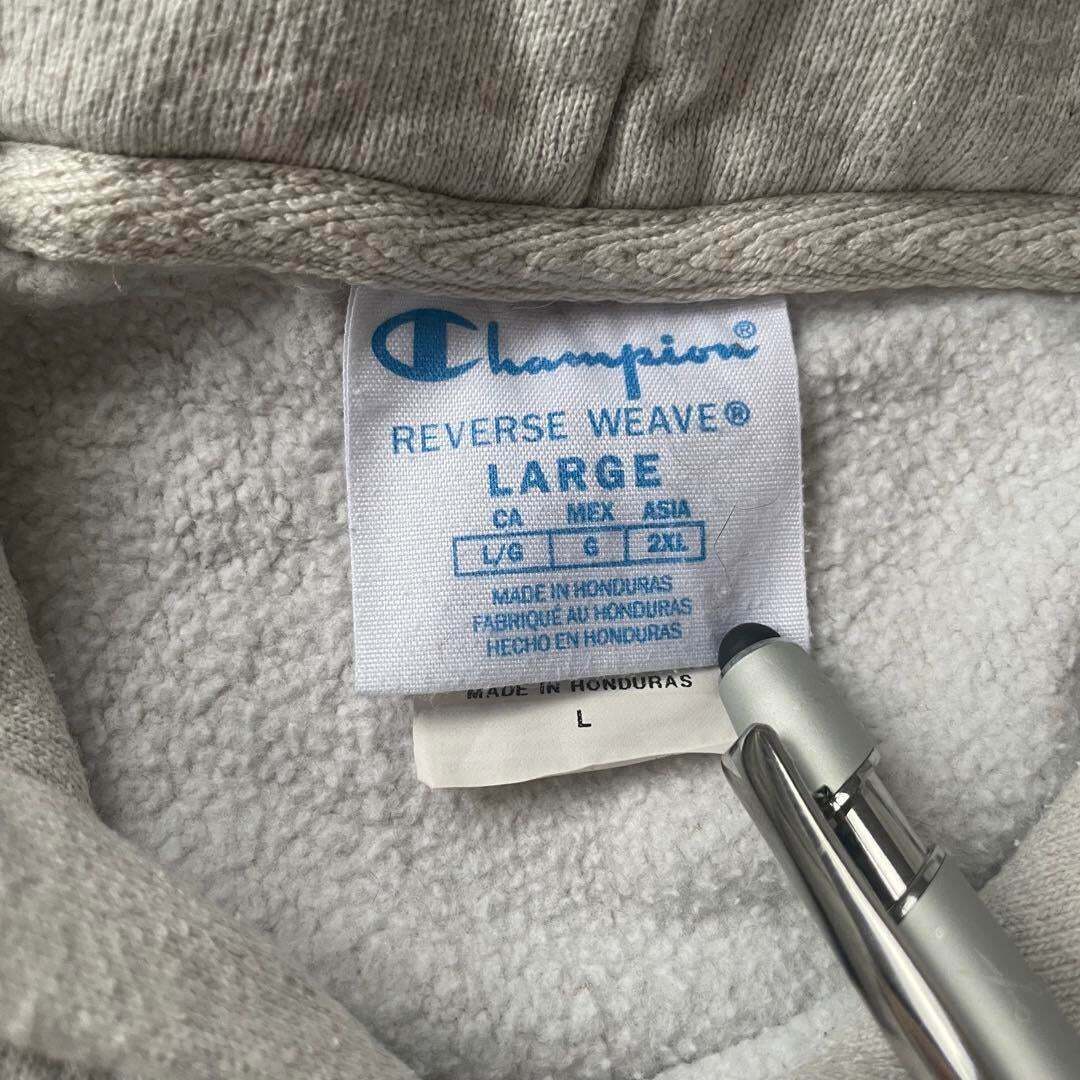 Champion®
REVERSE WEAVE®
LARGE
CA MEX ASIA
L/G G 2XL
MADE IN HONDURAS
FABRIQUÉ AU HONDURAS
HECHO EN HONDURAS
MADE IN HONDURAS
L